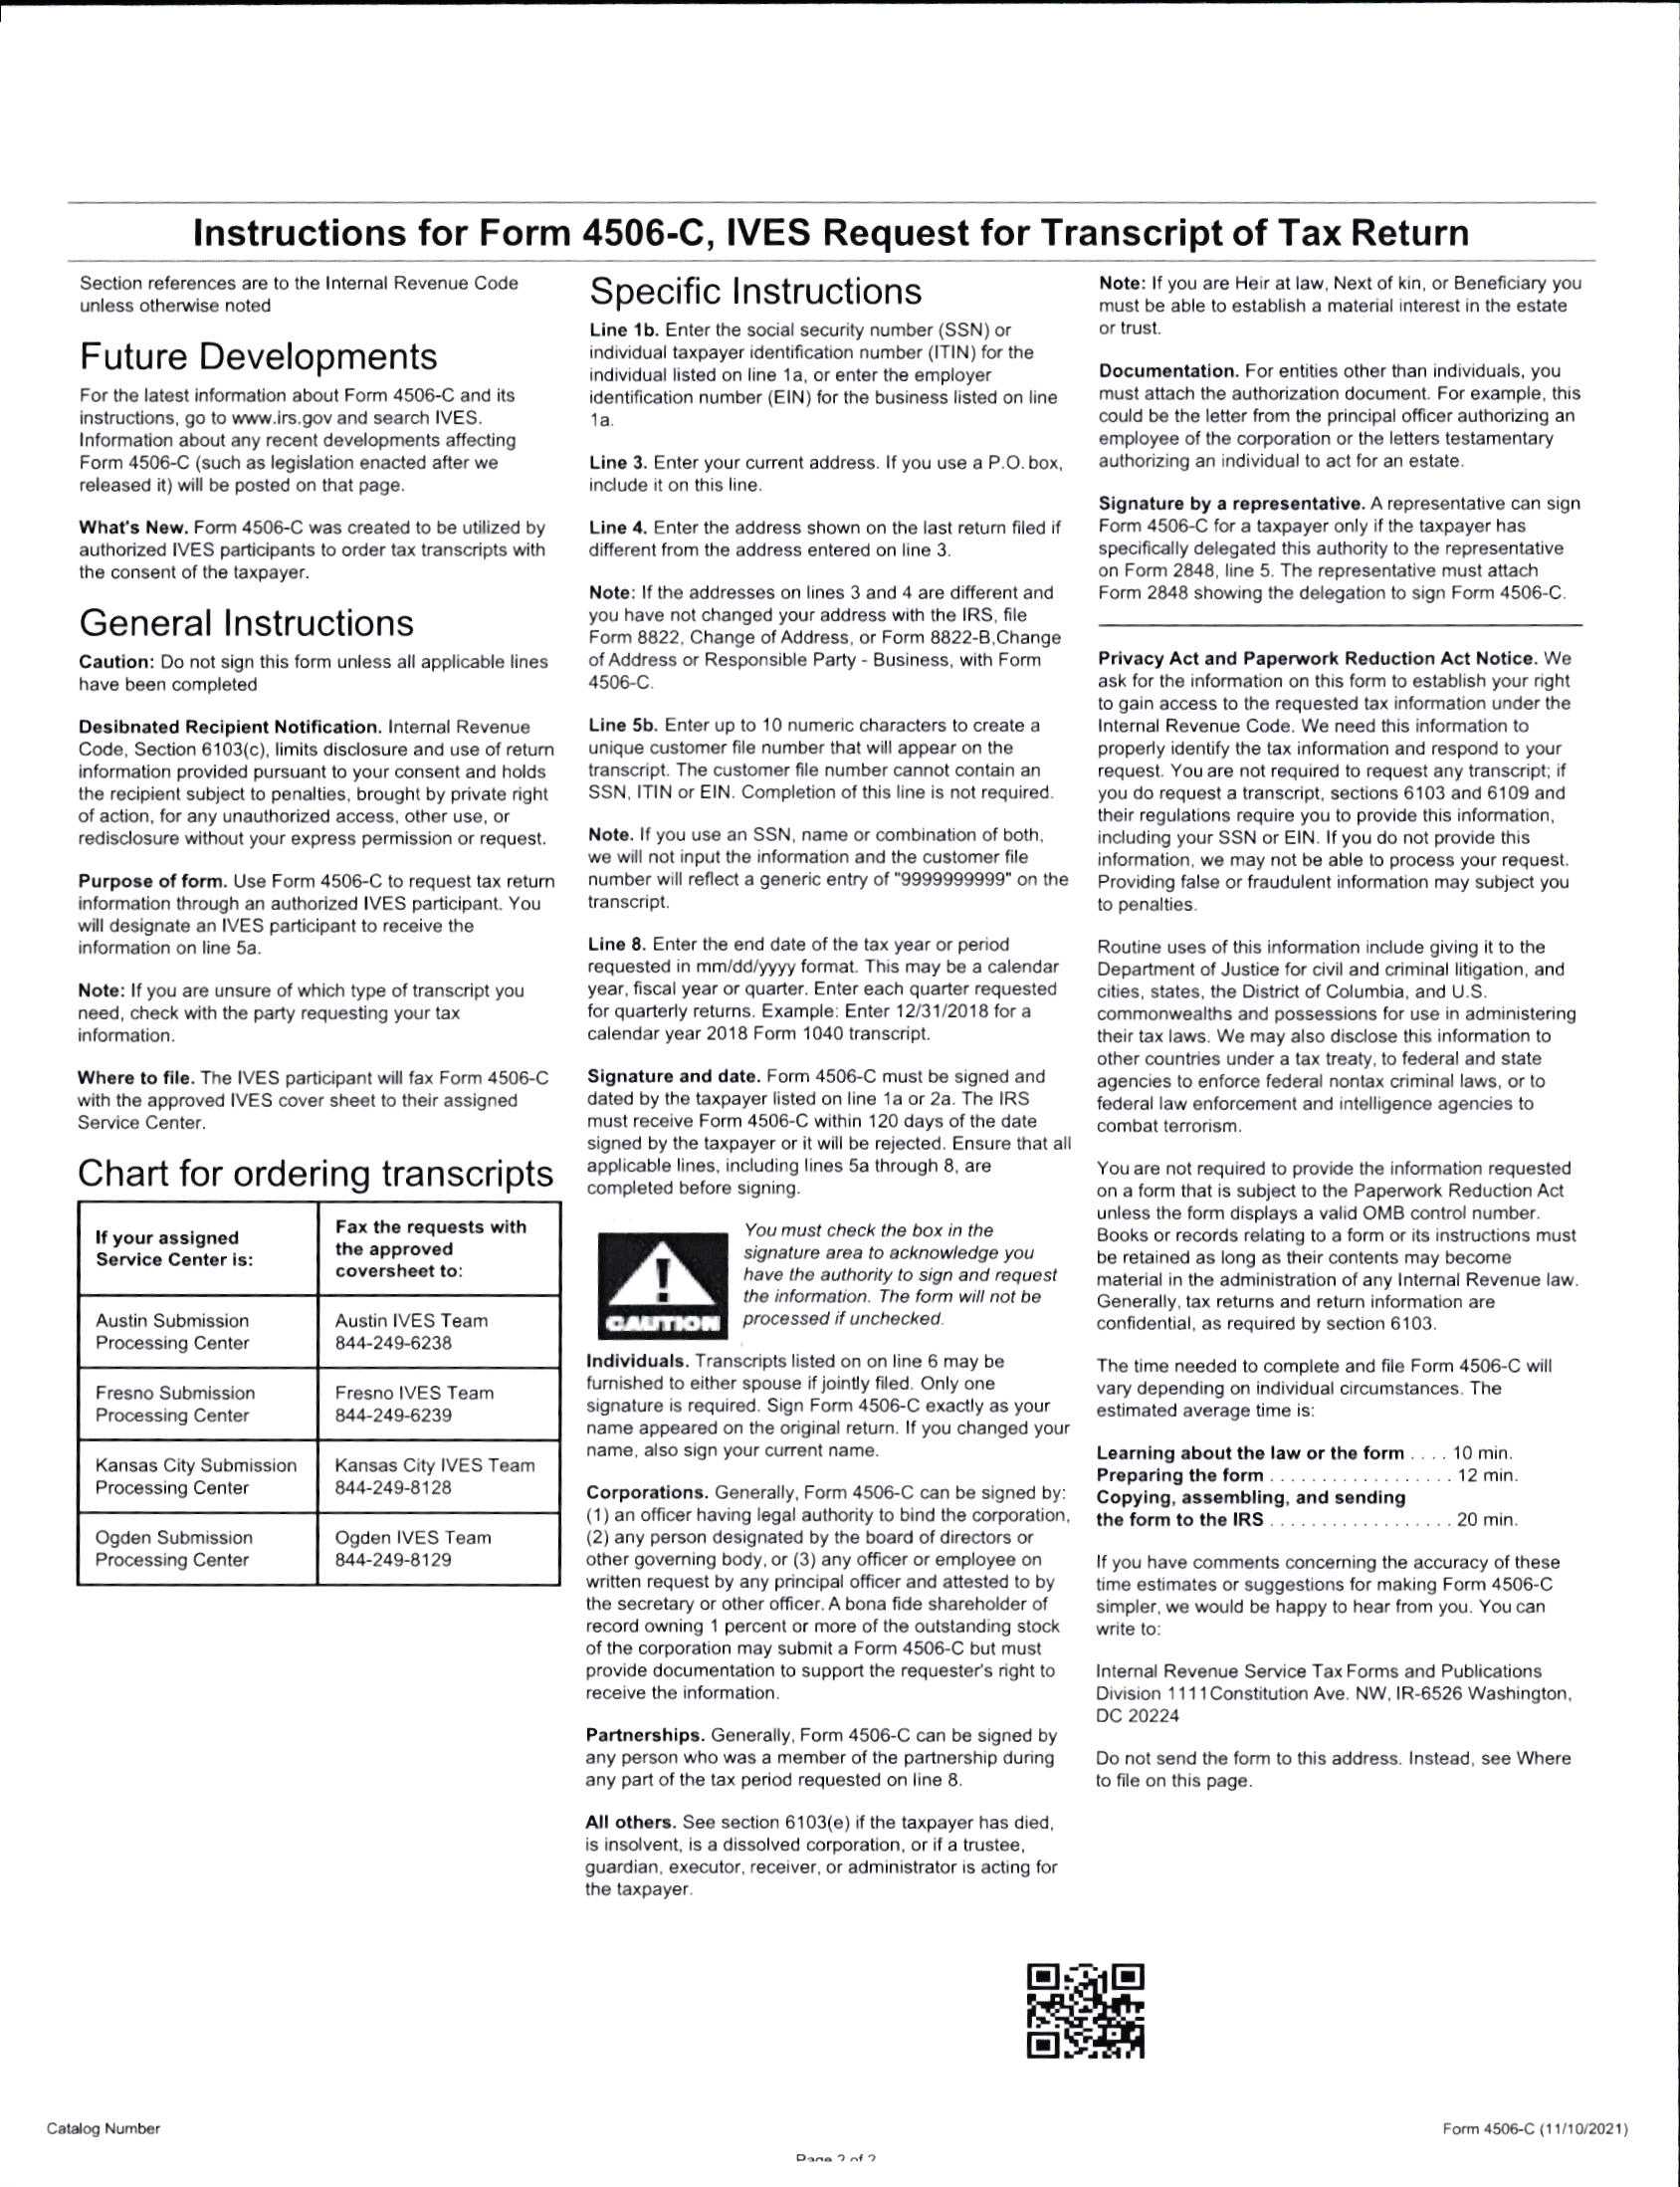 Instructions for Form 4506-C, IVES Request for Transcript of Tax Return
Section references are to the Internal Revenue Code
unless otherwise noted
Future Developments
For the latest information about Form 4506-C and its
instructions, go to www.irs.gov and search IVES.
Information about any recent developments affecting
Form 4506-C (such as legislation enacted after we
released it) will be posted on that page.
What's New. Form 4506-C was created to be utilized by
authorized IVES participants to order tax transcripts with
the consent of the taxpayer.
General Instructions
Caution: Do not sign this form unless all applicable lines
have been completed
Desibnated Recipient Notification. Internal Revenue
Code, Section 6103(c), limits disclosure and use of return
information provided pursuant to your consent and holds
the recipient subject to penalties, brought by private right
of action, for any unauthorized access, other use, or
redisclosure without your express permission or request.
Purpose of form. Use Form 4506-C to request tax return
information through an authorized IVES participant. You
will designate an IVES participant to receive the
information on line 5a.
Note: If you are unsure of which type of transcript you
need, check with the party requesting your tax
information.
Where to file. The IVES participant will fax Form 4506-C
with the approved IVES cover sheet to their assigned
Service Center.
Chart for ordering transcripts
If your assigned
Service Center is:
Fax the requests with
the approved
coversheet to:
Austin Submission
Processing Center
Austin IVES Team
844-249-6238
Fresno Submission
Processing Center
Fresno IVES Team
844-249-6239
Kansas City Submission
Processing Center
Kansas City IVES Team
844-249-8128
Ogden Submission
Processing Center
Ogden IVES Team
844-249-8129
Specific Instructions
Line 1b. Enter the social security number (SSN) or
individual taxpayer identification number (ITIN) for the
individual listed on line 1a, or enter the employer
identification number (EIN) for the business listed on line
1a.
Line 3. Enter your current address. If you use a P.O. box,
include it on this line.
Line 4. Enter the address shown on the last return filed if
different from the address entered on line 3.
Note: If the addresses on lines 3 and 4 are different and
you have not changed your address with the IRS, file
Form 8822, Change of Address, or Form 8822-B,Change
of Address or Responsible Party - Business, with Form
4506-C.
Line 5b. Enter up to 10 numeric characters to create a
unique customer file number that will appear on the
transcript. The customer file number cannot contain an
SSN, ITIN or EIN. Completion of this line is not required.
Note. If you use an SSN, name or combination of both,
we will not input the information and the customer file
number will reflect a generic entry of "9999999999" on the
transcript.
Line 8. Enter the end date of the tax year or period
requested in mm/dd/yyyy format. This may be a calendar
year, fiscal year or quarter. Enter each quarter requested
for quarterly returns. Example: Enter 12/31/2018 for a
calendar year 2018 Form 1040 transcript.
Signature and date. Form 4506-C must be signed and
dated by the taxpayer listed on line 1a or 2a. The IRS
must receive Form 4506-C within 120 days of the date
signed by the taxpayer or it will be rejected. Ensure that all
applicable lines, including lines 5a through 8, are
completed before signing.
CAUTION
You must check the box in the
signature area to acknowledge you
have the authority to sign and request
the information. The form will not be
processed if unchecked.
Individuals. Transcripts listed on on line 6 may be
furnished to either spouse if jointly filed. Only one
signature is required. Sign Form 4506-C exactly as your
name appeared on the original return. If you changed your
name, also sign your current name.
Corporations. Generally, Form 4506-C can be signed by:
(1) an officer having legal authority to bind the corporation,
(2) any person designated by the board of directors or
other governing body, or (3) any officer or employee on
written request by any principal officer and attested to by
the secretary or other officer. A bona fide shareholder of
record owning 1 percent or more of the outstanding stock
of the corporation may submit a Form 4506-C but must
provide documentation to support the requester's right to
receive the information.
Partnerships. Generally, Form 4506-C can be signed by
any person who was a member of the partnership during
any part of the tax period requested on line 8.
All others. See section 6103(e) if the taxpayer has died,
is insolvent, is a dissolved corporation, or if a trustee,
guardian, executor, receiver, or administrator is acting for
the taxpayer.
Note: If you are Heir at law, Next of kin, or Beneficiary you
must be able to establish a material interest in the estate
or trust.
Documentation. For entities other than individuals, you
must attach the authorization document. For example, this
could be the letter from the principal officer authorizing an
employee of the corporation or the letters testamentary
authorizing an individual to act for an estate.
Signature by a representative. A representative can sign
Form 4506-C for a taxpayer only if the taxpayer has
specifically delegated this authority to the representative
on Form 2848, line 5. The representative must attach
Form 2848 showing the delegation to sign Form 4506-C.
Privacy Act and Paperwork Reduction Act Notice. We
ask for the information on this form to establish your right
to gain access to the requested tax information under the
Internal Revenue Code. We need this information to
properly identify the tax information and respond to your
request. You are not required to request any transcript; if
you do request a transcript, sections 6103 and 6109 and
their regulations require you to provide this information,
including your SSN or EIN. If you do not provide this
information, we may not be able to process your request.
Providing false or fraudulent information may subject you
to penalties.
Routine uses of this information include giving it to the
Department of Justice for civil and criminal litigation, and
cities, states, the District of Columbia, and U.S.
commonwealths and possessions for use in administering
their tax laws. We may also disclose this information to
other countries under a tax treaty, to federal and state
agencies to enforce federal nontax criminal laws, or to
federal law enforcement and intelligence agencies to
combat terrorism.
You are not required to provide the information requested
on a form that is subject to the Paperwork Reduction Act
unless the form displays a valid OMB control number.
Books or records relating to a form or its instructions must
be retained as long as their contents may become
material in the administration of any Internal Revenue law.
Generally, tax returns and return information are
confidential, as required by section 6103.
The time needed to complete and file Form 4506-C will
vary depending on individual circumstances. The
estimated average time is:
Learning about the law or the form . . . . 10 min.
Preparing the form . . . . . . . . . . . . . . . . . . 12 min.
Copying, assembling, and sending
the form to the IRS . . . . . . . . . . . . . . . . . . 20 min.
If you have comments concerning the accuracy of these
time estimates or suggestions for making Form 4506-C
simpler, we would be happy to hear from you. You can
write to:
Internal Revenue Service Tax Forms and Publications
Division 1111Constitution Ave. NW, IR-6526 Washington,
DC 20224
Do not send the form to this address. Instead, see Where
to file on this page.
Catalog Number
Form 4506-C (11/10/2021)
Page 2 of 2